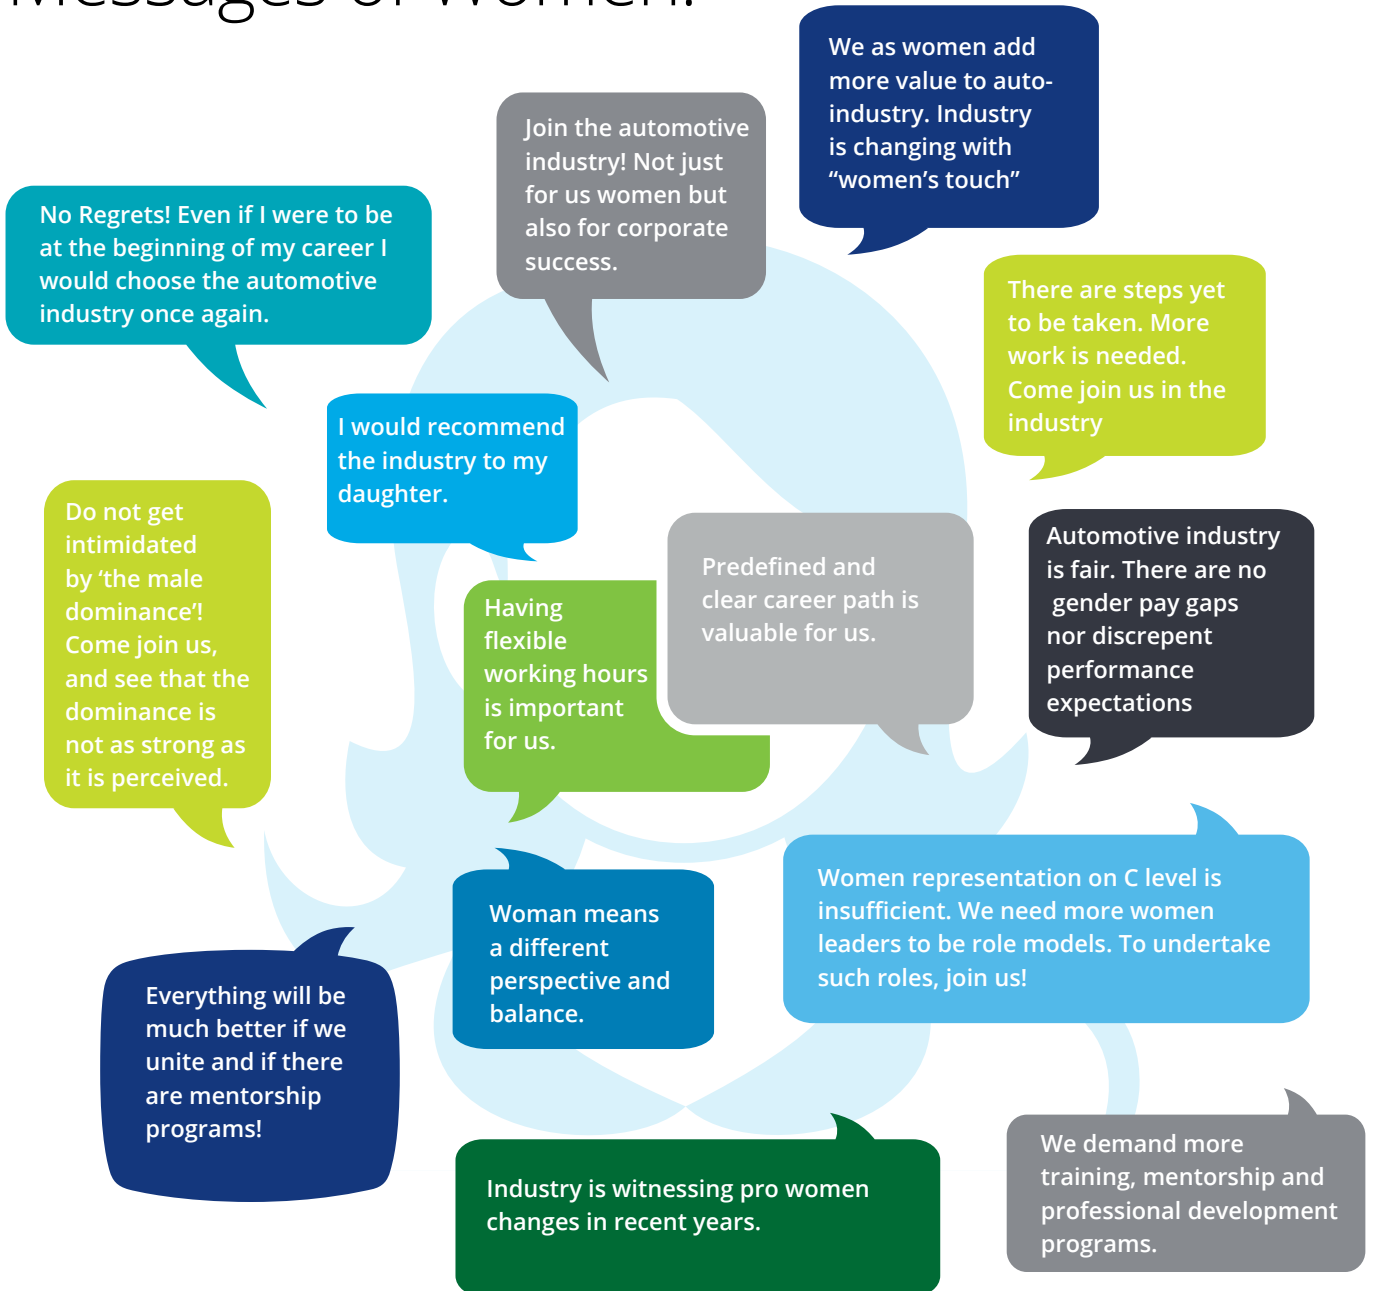 Messages of Women:
We as women add
more value to auto-
industry. Industry
is changing with
“women’s touch”
Join the automotive
industry! Not just
for us women but
also for corporate
success.
No Regrets! Even if I were to be
at the beginning of my career I
would choose the automotive
industry once again.
There are steps yet
to be taken. More
work is needed.
Come join us in the
industry
I would recommend
the industry to my
daughter.
Do not get
intimidated
by ‘the male
dominance’!
Come join us,
and see that the
dominance is
not as strong as
it is perceived.
Having
flexible
working hours
is important
for us.
Predefined and
clear career path is
valuable for us.
Automotive industry
is fair. There are no
gender pay gaps
nor discrepent
performance
expectations
Women representation on C level is
insufficient. We need more women
leaders to be role models. To undertake
such roles, join us!
Woman means
a different
perspective and
balance.
Everything will be
much better if we
unite and if there
are mentorship
programs!
Industry is witnessing pro women
changes in recent years.
We demand more
training, mentorship and
professional development
programs.